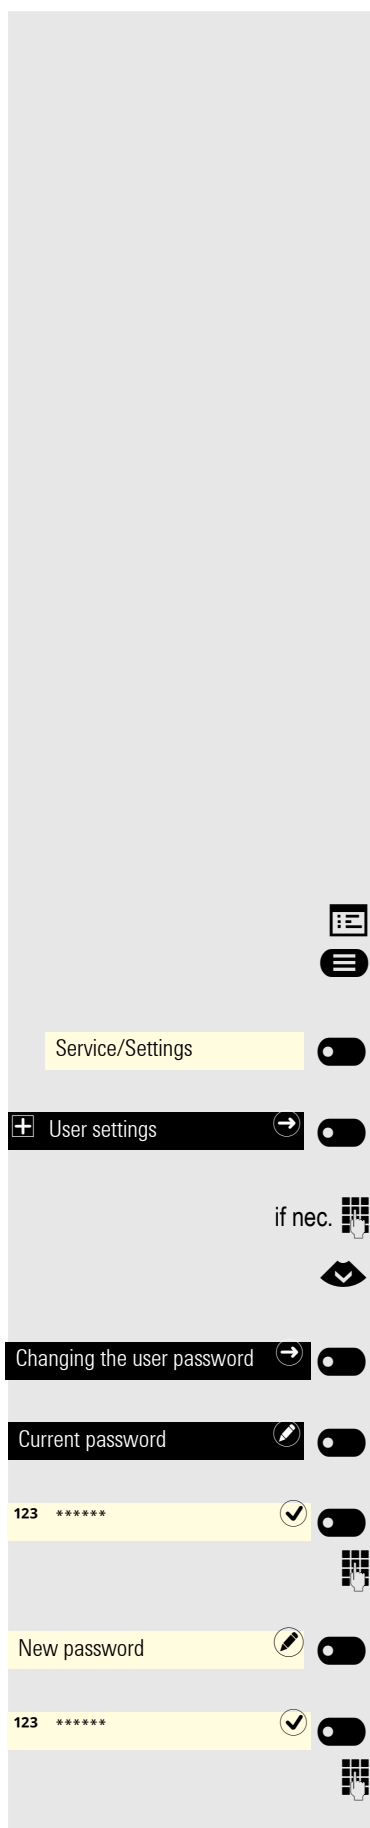 Service/Settings
User settings
if nec.
Changing the user password
Current password
123 ******
New password
123 ******